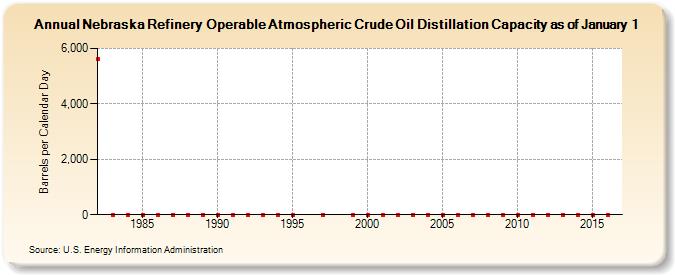 Annual Nebraska Refinery Operable Atmospheric Crude Oil Distillation Capacity as of January 1
Barrels per Calendar Day
6,000
4,000
2,000
0
1985 1990 1995 2000 2005 2010 2015
Source: U.S. Energy Information Administration